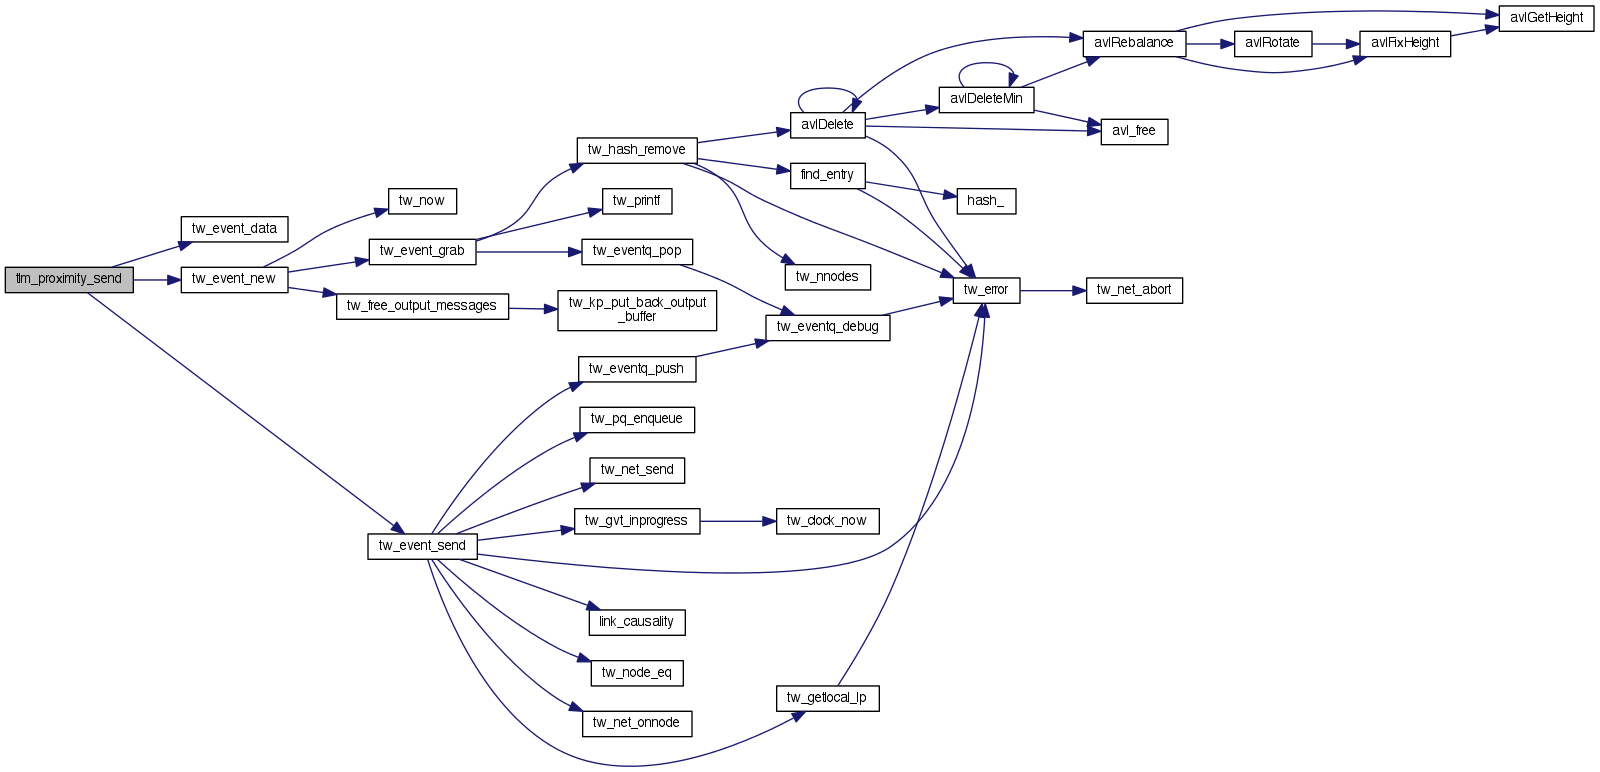 avlGetHeight
avlRebalance
avlRotate
avlFixHeight
avlDeleteMin
avlDelete
avl_free
tw_hash_remove
find_entry
hash_
tw_now
tw_printf
tw_event_data
tw_event_grab
tw_eventq_pop
tlm_proximity_send
tw_event_new
tw_nnodes
tw_error
tw_net_abort
tw_free_output_messages
tw_kp_put_back_output
_buffer
tw_eventq_debug
tw_eventq_push
tw_pq_enqueue
tw_net_send
tw_gvt_inprogress
tw_clock_now
tw_event_send
link_causality
tw_node_eq
tw_getlocal_lp
tw_net_onnode